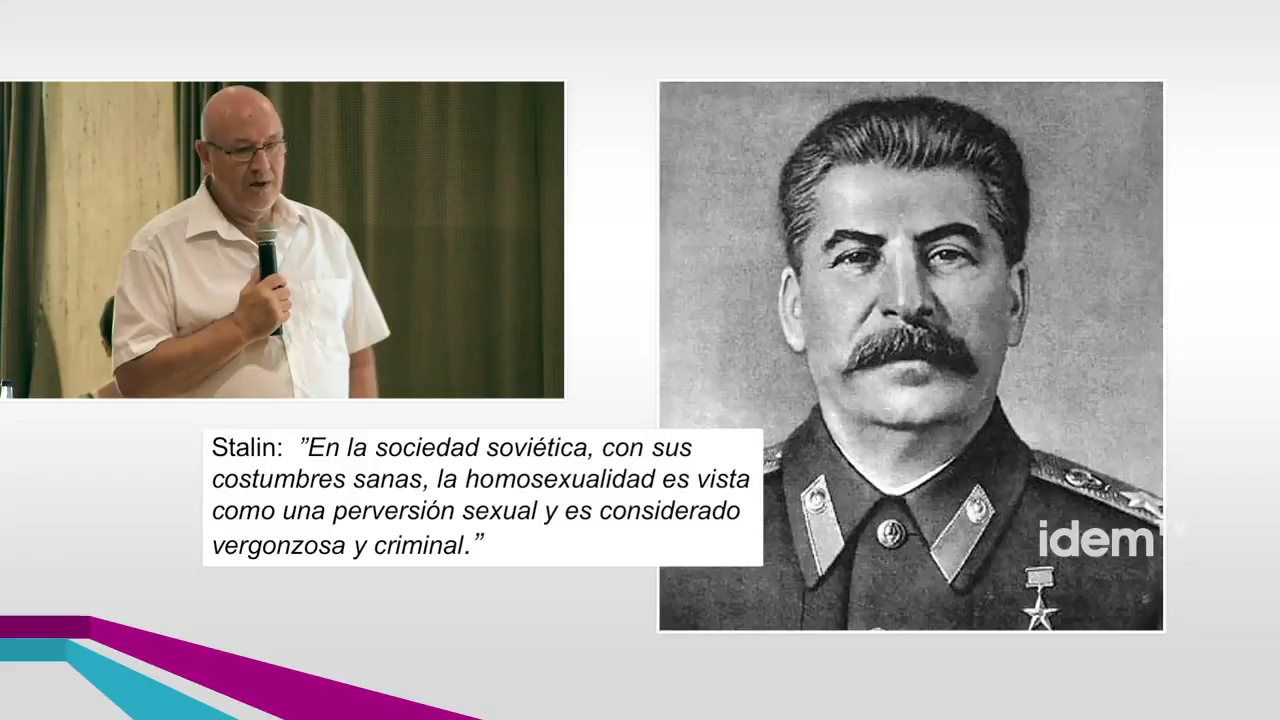 Stalin: ”En la sociedad soviética, con sus
costumbres sanas, la homosexualidad es vista
como una perversión sexual y es considerado
vergonzosa y criminal.”
idem tv